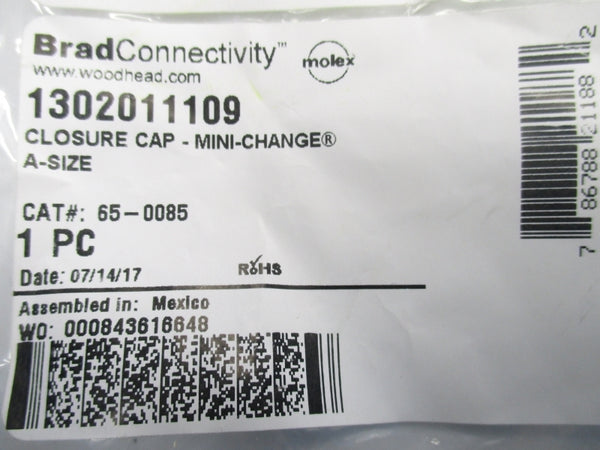 BradConnectivity™
molex
www.woodhead.com
1302011109
CLOSURE CAP - MINI-CHANGE®
A-SIZE
CAT#: 65-0085
1 PC
Date: 07/14/17
RoHS
Assembled in: Mexico
WO: 000843616648
7 86788 21188 2